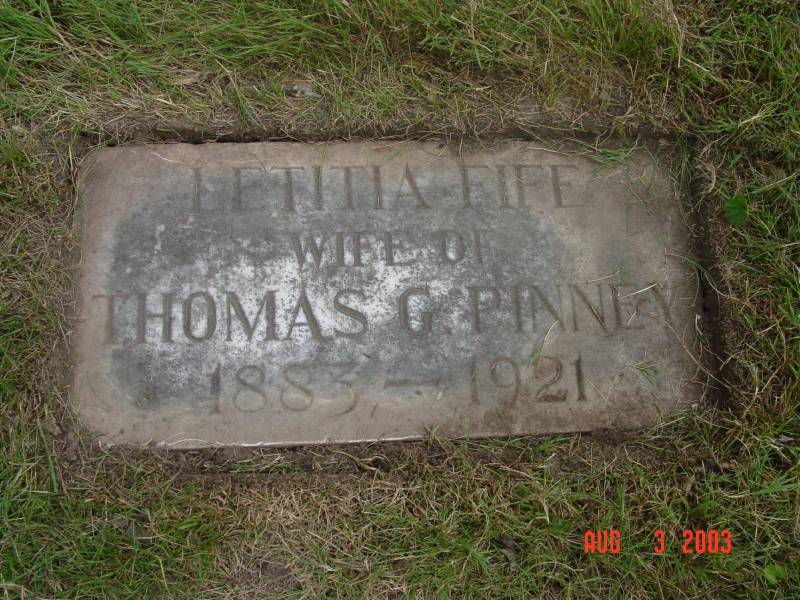 LETITIA FIFE
WIFE OF
THOMAS G. PINNEY
1883 — 1921
AUG 3 2003